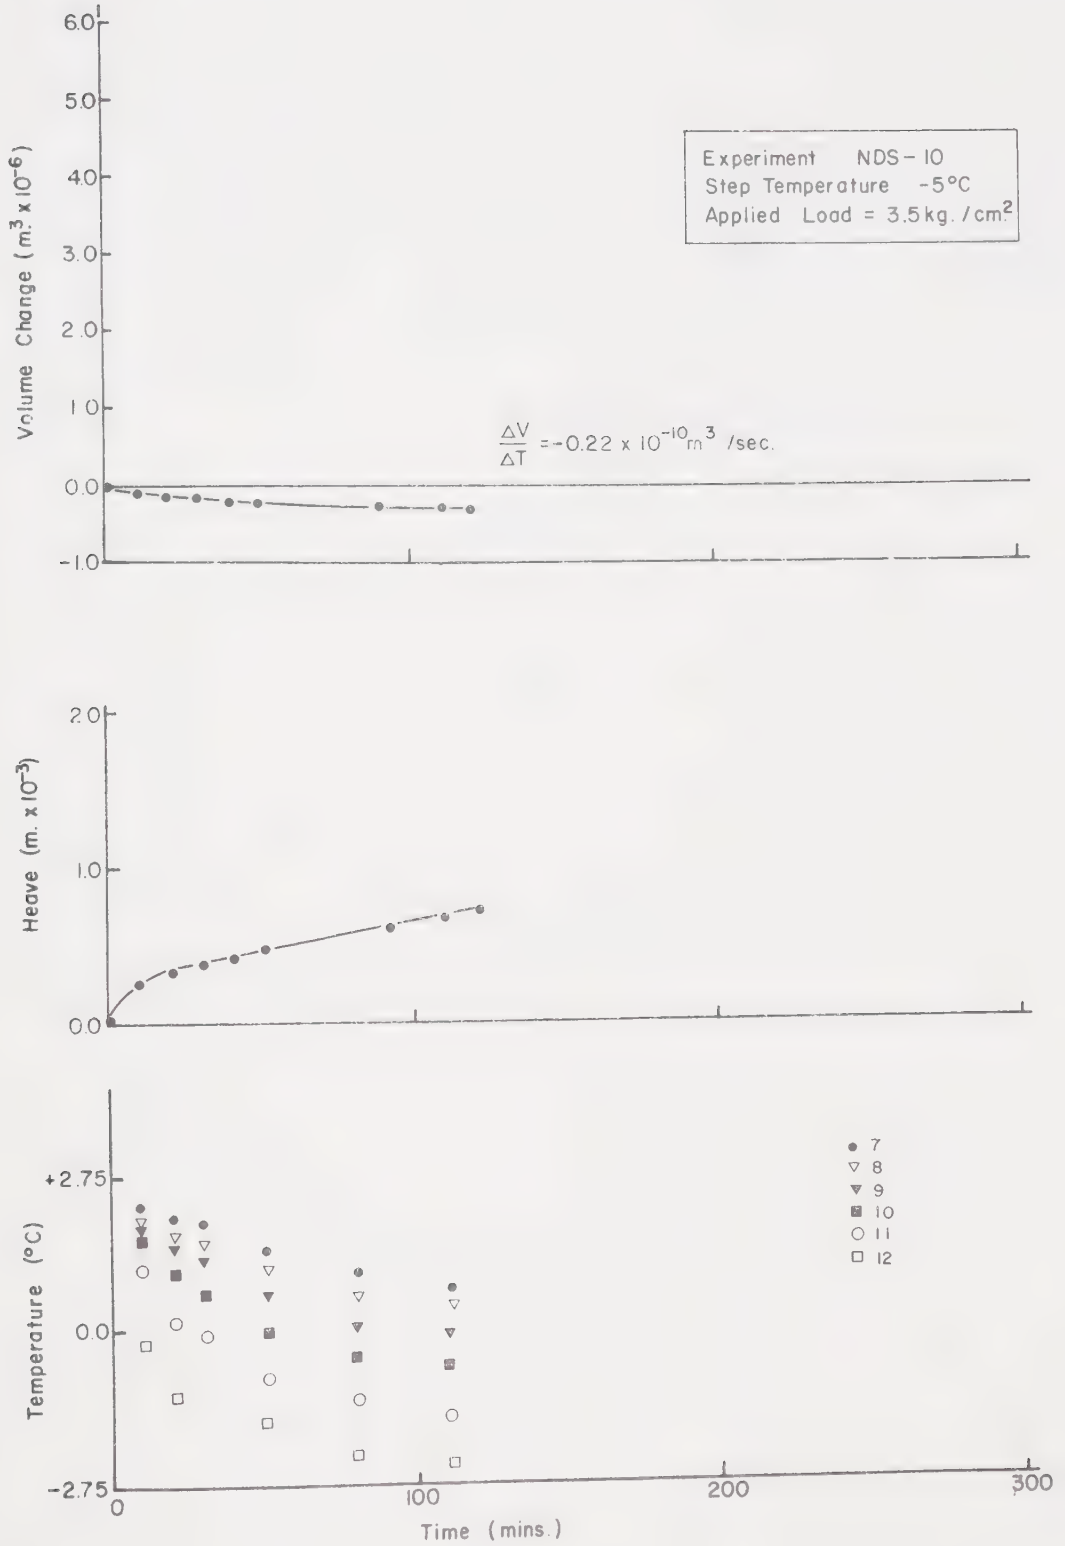 6.0
5.0
4.0
3.0
2.0
1 0
0.0
-1.0
Volume Change (m.³ x 10⁻⁶)
Experiment NDS-10
Step Temperature -5°C
Applied Load = 3.5 kg. /cm.²
ΔV
ΔT
= -0.22 x 10⁻¹⁰ m³ /sec.
2.0
1.0
0.0
Heave (m. x 10⁻³)
+2.75
0.0
-2.75
Temperature (°C)
7
8
9
10
11
12
0
100
200
300
Time (mins.)